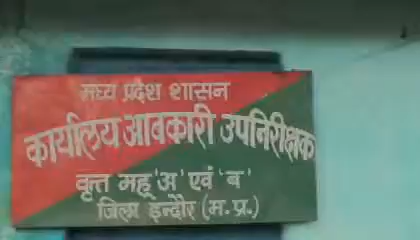 मध्य प्रदेश शासन
कार्यालय आबकारी उपनिरीक्षक
वृत्त महू 'अ' एवं 'ब'
जिला इन्दौर (म.प्र.)